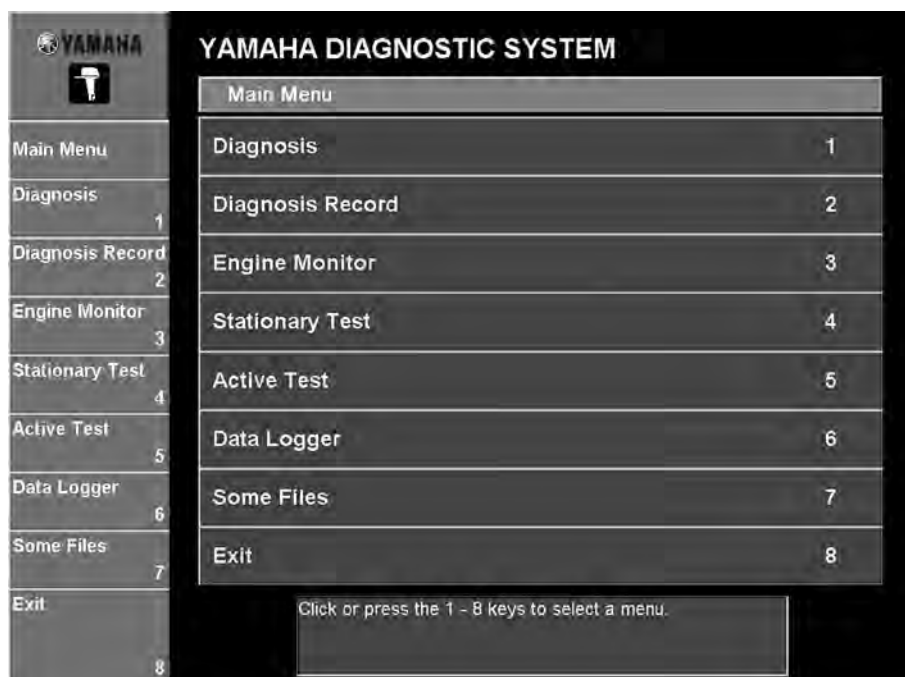 YAMAHA
Main Menu
Diagnosis
1
Diagnosis Record
2
Engine Monitor
3
Stationary Test
4
Active Test
5
Data Logger
6
Some Files
7
Exit
8
YAMAHA DIAGNOSTIC SYSTEM
Main Menu
Diagnosis 1
Diagnosis Record 2
Engine Monitor 3
Stationary Test 4
Active Test 5
Data Logger 6
Some Files 7
Exit 8
Click or press the 1 - 8 keys to select a menu.